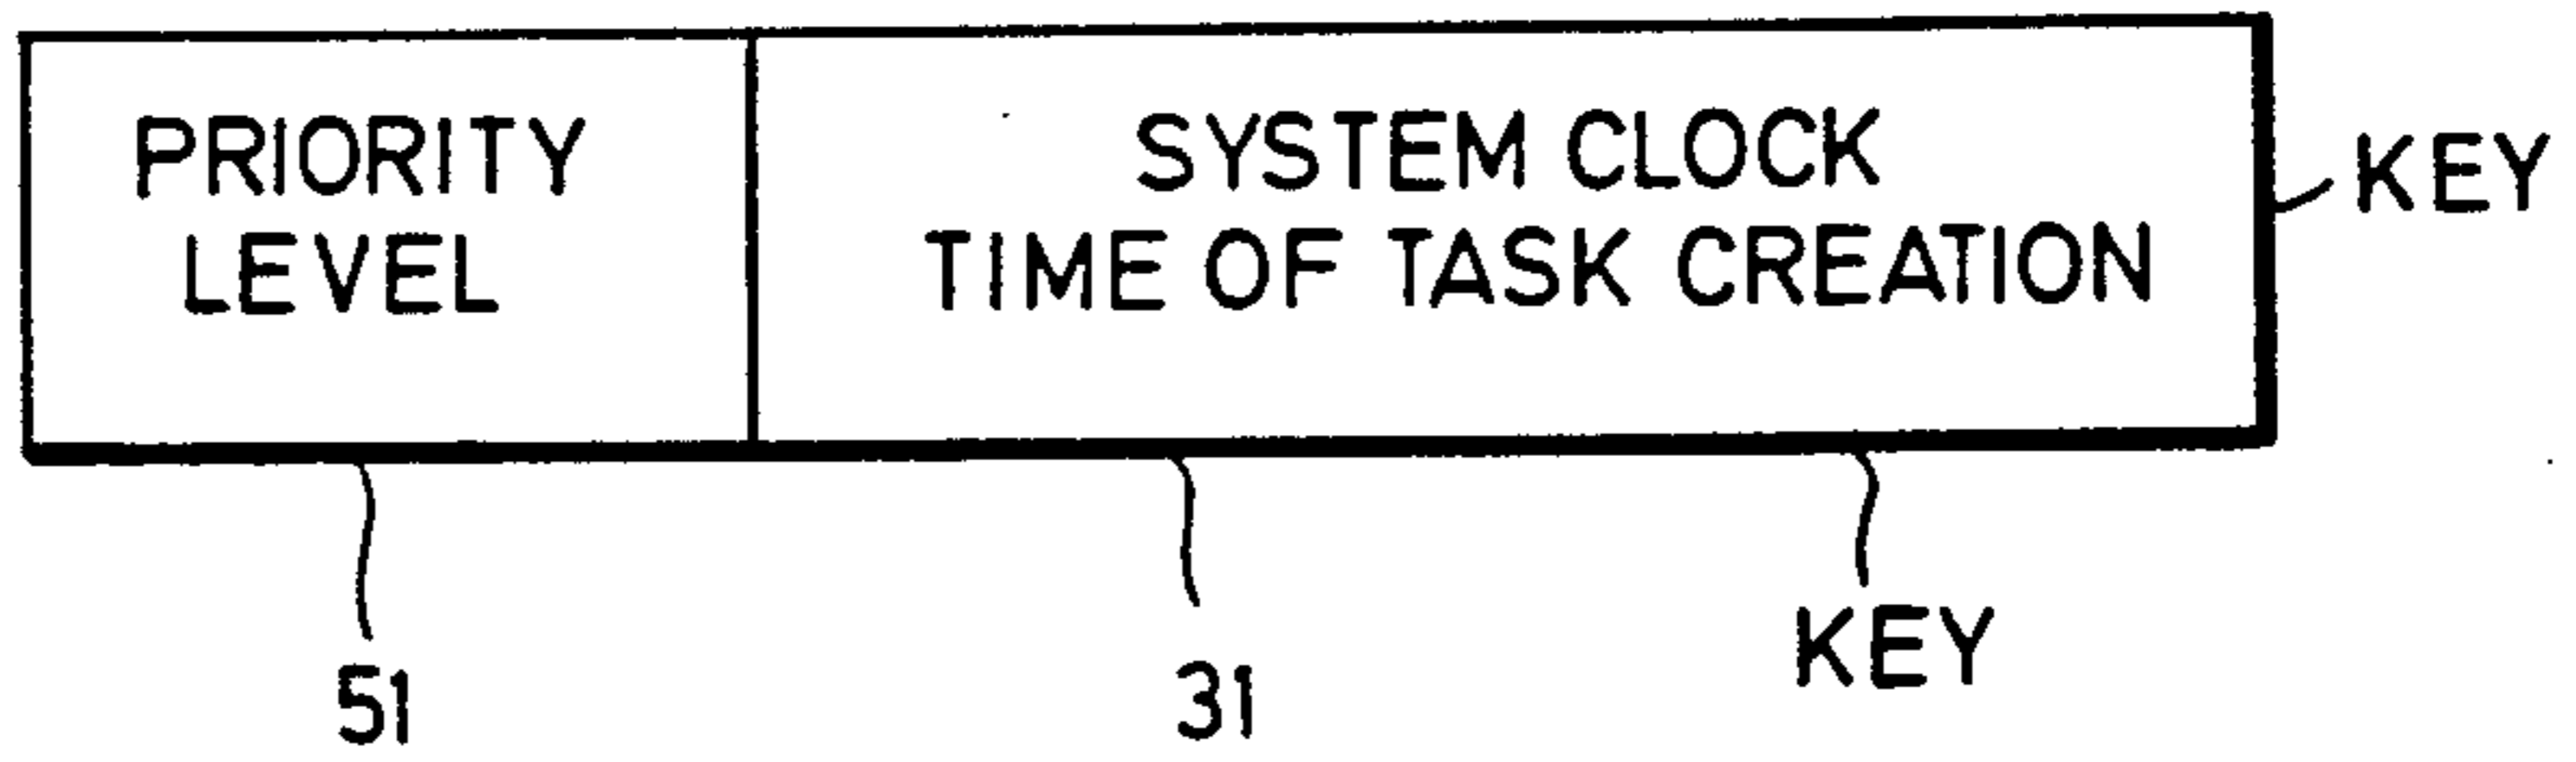 PRIORITY
LEVEL
SYSTEM CLOCK
TIME OF TASK CREATION
KEY
51
31
KEY